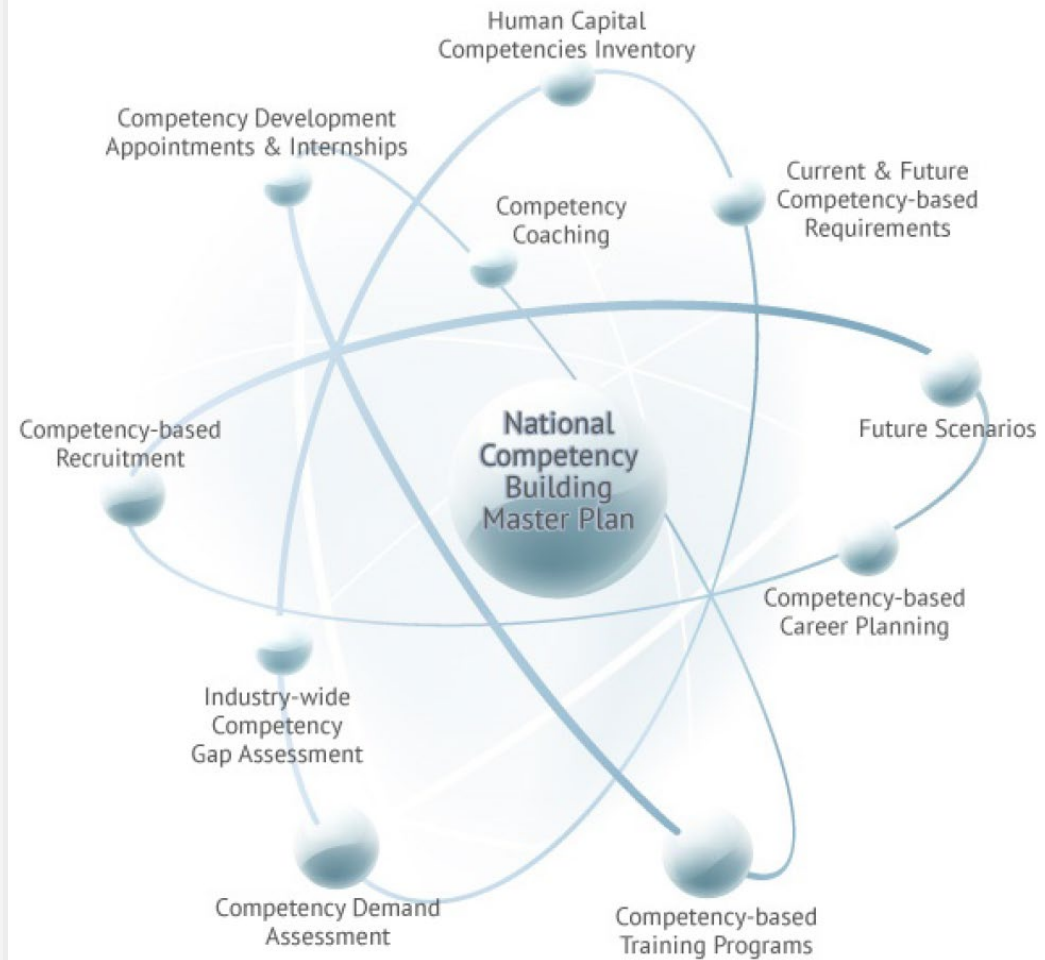 Human Capital
Competencies Inventory
Competency Development
Appointments & Internships
Current & Future
Competency-based
Requirements
Competency
Coaching
Future Scenarios
Competency-based
Recruitment
National
Competency
Building
Master Plan
Competency-based
Career Planning
Industry-wide
Competency
Gap Assessment
Competency Demand
Assessment
Competency-based
Training Programs